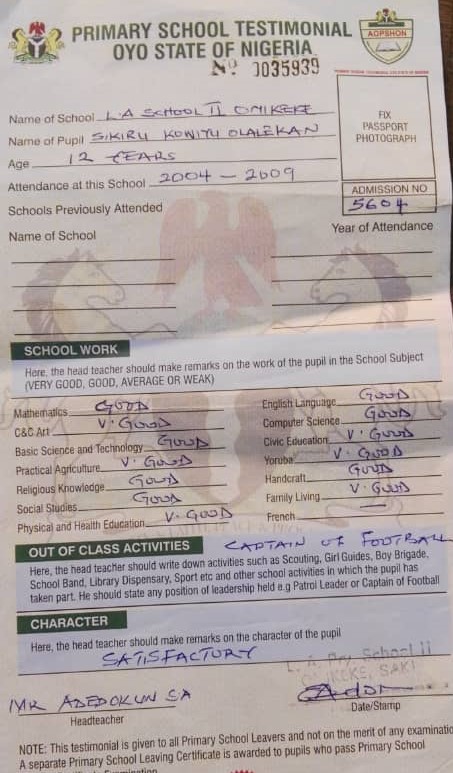 PRIMARY SCHOOL TESTIMONIAL
OYO STATE OF NIGERIA
AOPSHON
No 0035939
FIX
PASSPORT
PHOTOGRAPH
Name of School L.A SCHOOL II OMIKEKE
Name of Pupil SIKIRU KOWIYU OLALEKAN
Age 12 YEARS
Attendance at this School 2004 - 2009
ADMISSION NO
5604
Schools Previously Attended
Name of School Year of Attendance
SCHOOL WORK
Here, the head teacher should make remarks on the work of the pupil in the School Subject
(VERY GOOD, GOOD, AVERAGE OR WEAK)
Mathematics GOOD
C&C Art V. GOOD
Basic Science and Technology GOOD
Practical Agriculture V. GOOD
Religious Knowledge GOOD
Social Studies GOOD
Physical and Health Education V. GOOD
English Language GOOD
Computer Science GOOD
Civic Education V. GOOD
Yoruba V. GOOD
Handcraft GOOD
Family Living V. GOOD
French —
OUT OF CLASS ACTIVITIES CAPTAIN OF FOOTBALL
Here, the head teacher should write down activities such as Scouting, Girl Guides, Boy Brigade,
School Band, Library Dispensary, Sport etc and other school activities in which the pupil has
taken part. He should state any position of leadership held e.g Patrol Leader or Captain of Football
CHARACTER
Here, the head teacher should make remarks on the character of the pupil
SATISFACTORY
L. A. Pry School II
SAKI
MR ADEDOKUN SA
Headteacher
Date/Stamp
NOTE: This testimonial is given to all Primary School Leavers and not on the merit of any examinatio
A separate Primary School Leaving Certificate is awarded to pupils who pass Primary School